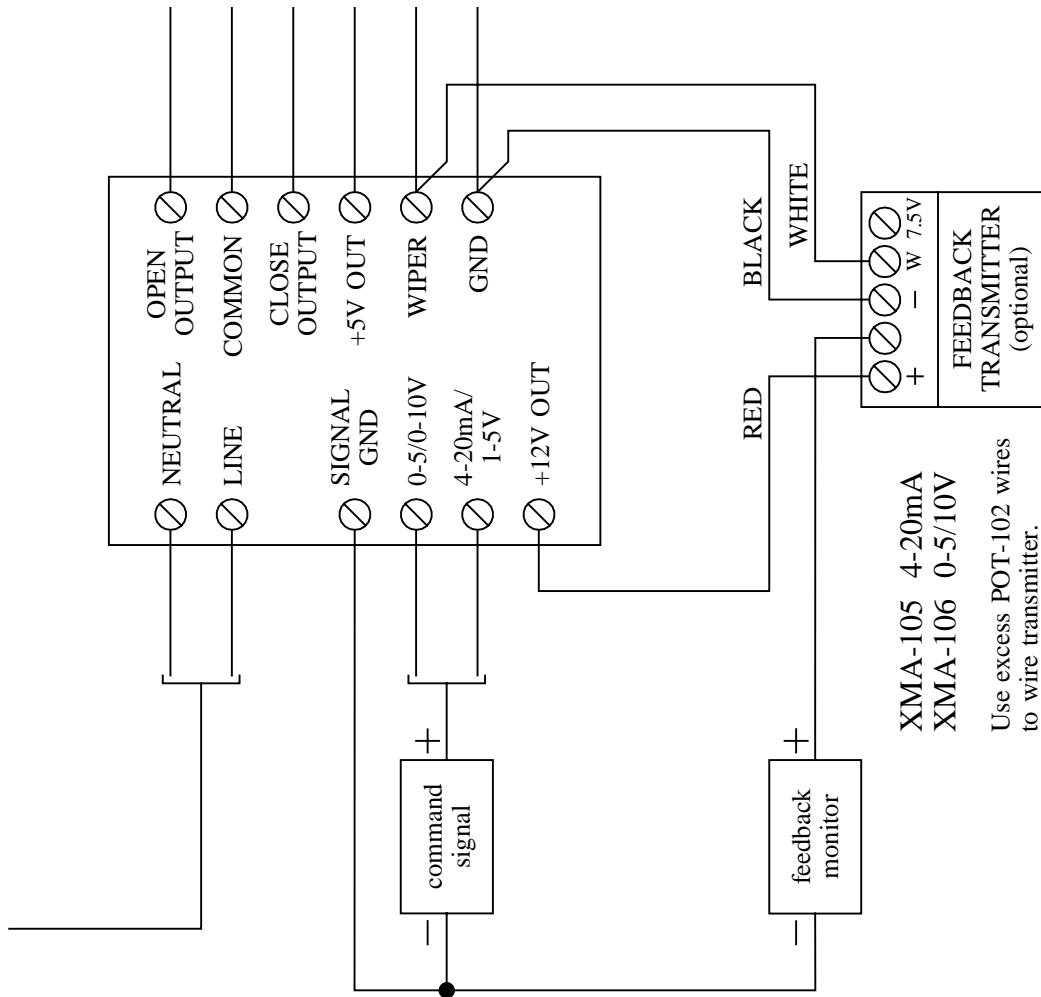 OPEN
OUTPUT
COMMON
CLOSE
OUTPUT
+5V OUT
WIPER
GND
NEUTRAL
LINE
SIGNAL
GND
0-5/0-10V
4-20mA/
1-5V
+12V OUT
BLACK
WHITE
RED
W 7.5V
−
+
FEEDBACK
TRANSMITTER
(optional)
XMA-105 4-20mA
XMA-106 0-5/10V
Use excess POT-102 wires
to wire transmitter.
+
command
signal
−
+
feedback
monitor
−